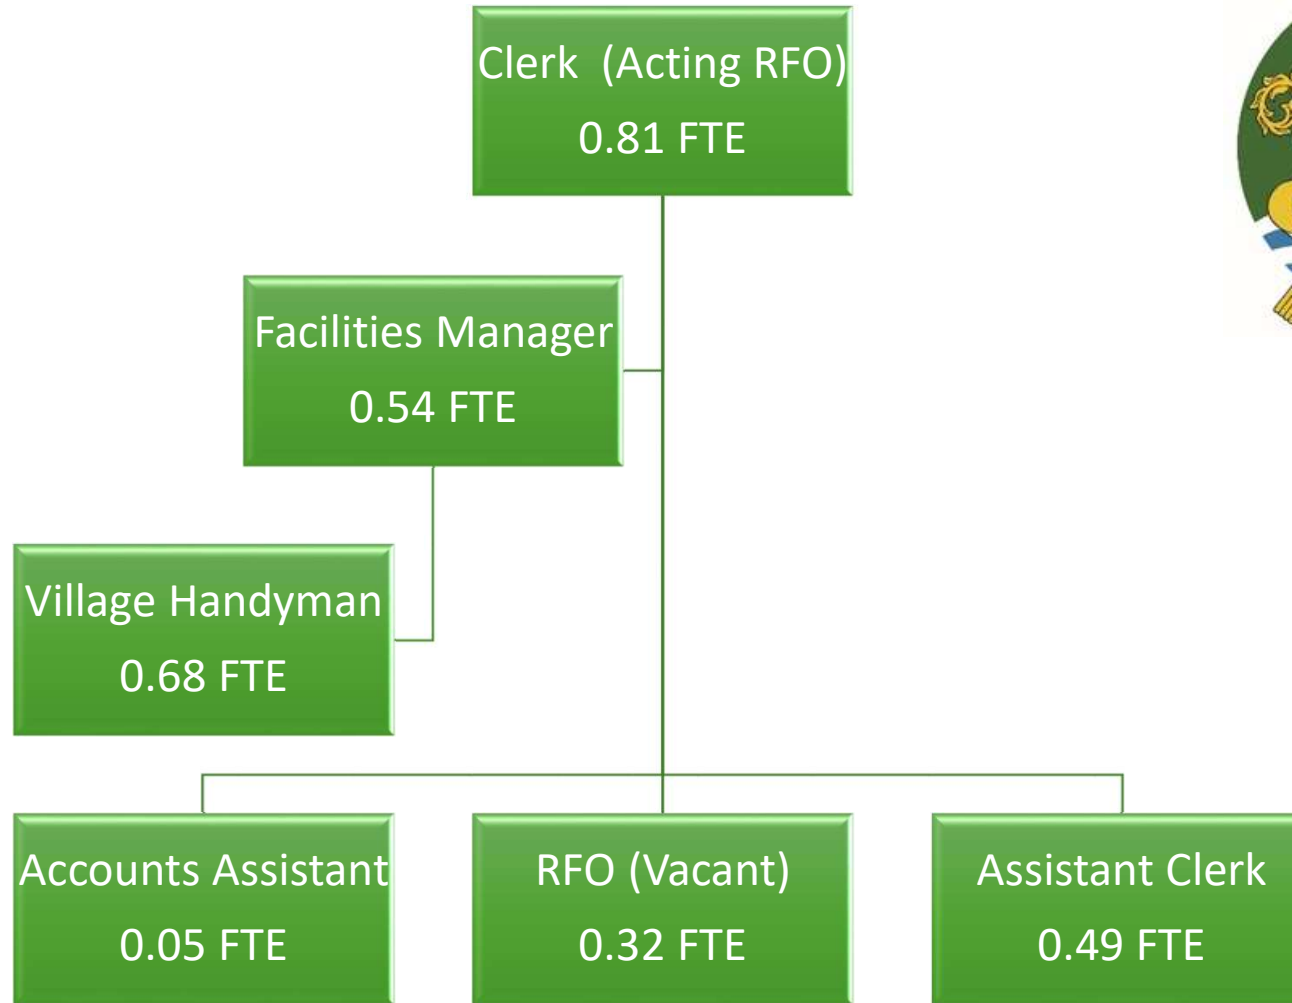 Clerk (Acting RFO)
0.81 FTE
Facilities Manager
0.54 FTE
Village Handyman
0.68 FTE
Accounts Assistant
0.05 FTE
RFO (Vacant)
0.32 FTE
Assistant Clerk
0.49 FTE